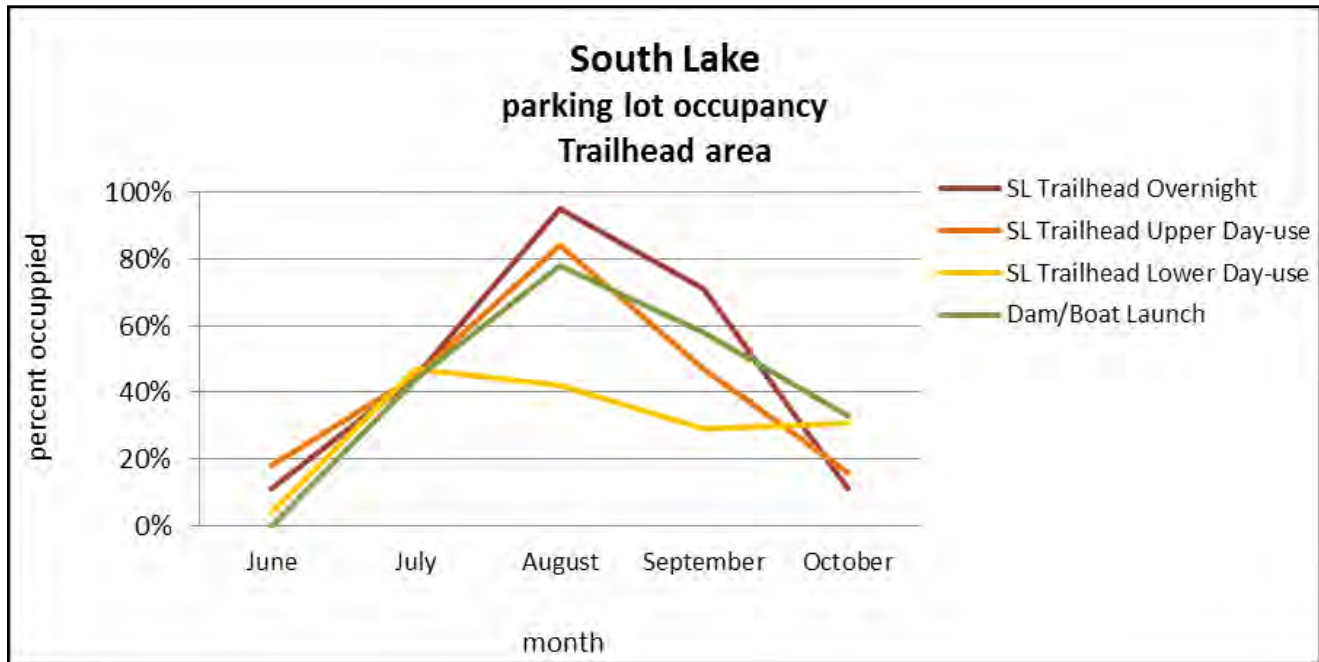 South Lake
parking lot occupancy
Trailhead area
percent occuppied
100%
80%
60%
40%
20%
0%
June July August September October
month
SL Trailhead Overnight
SL Trailhead Upper Day-use
SL Trailhead Lower Day-use
Dam/Boat Launch